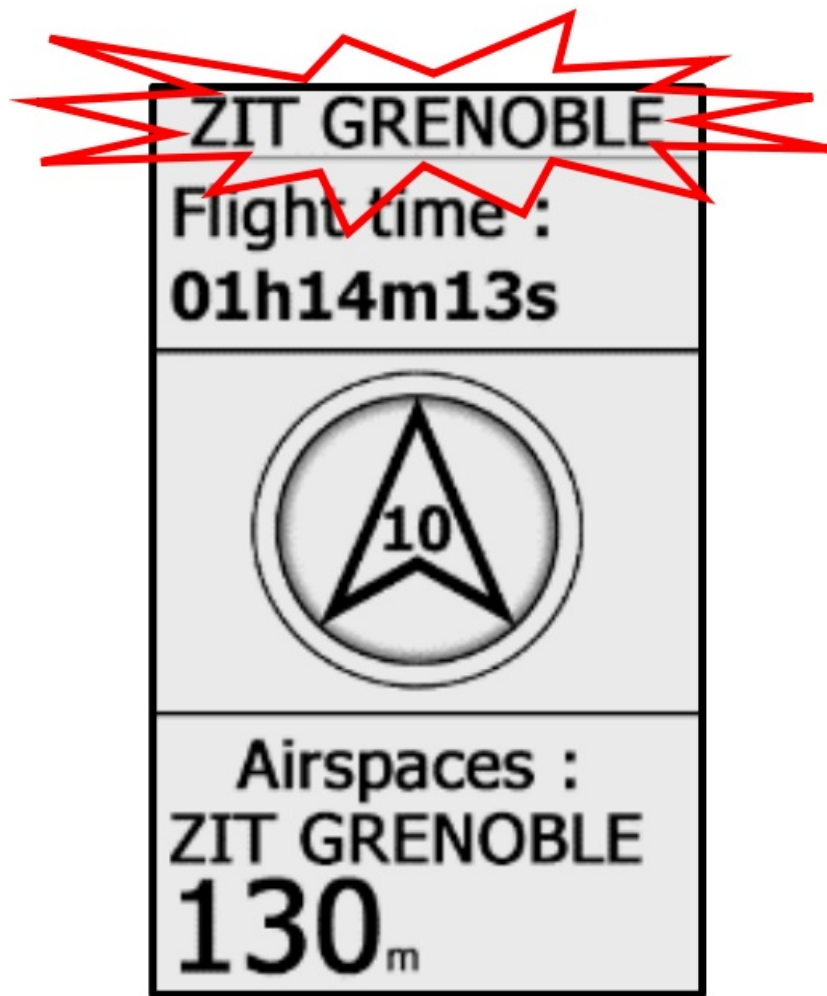 ZIT GRENOBLE
Flight time :
01h14m13s
10
Airspaces :
ZIT GRENOBLE
130m